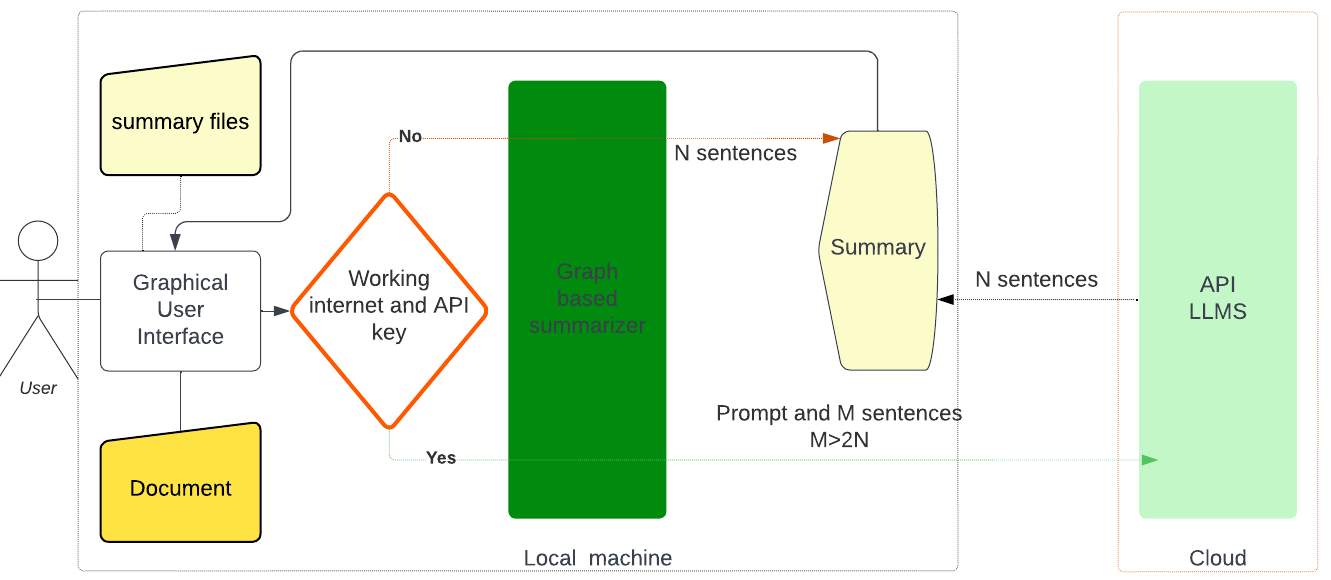 summary files
No
N sentences
Working
internet and API
key
Graph
based
summarizer
Summary
N sentences
API
LLMS
Graphical
User
Interface
User
Prompt and M sentences
M>2N
Yes
Document
Local machine
Cloud